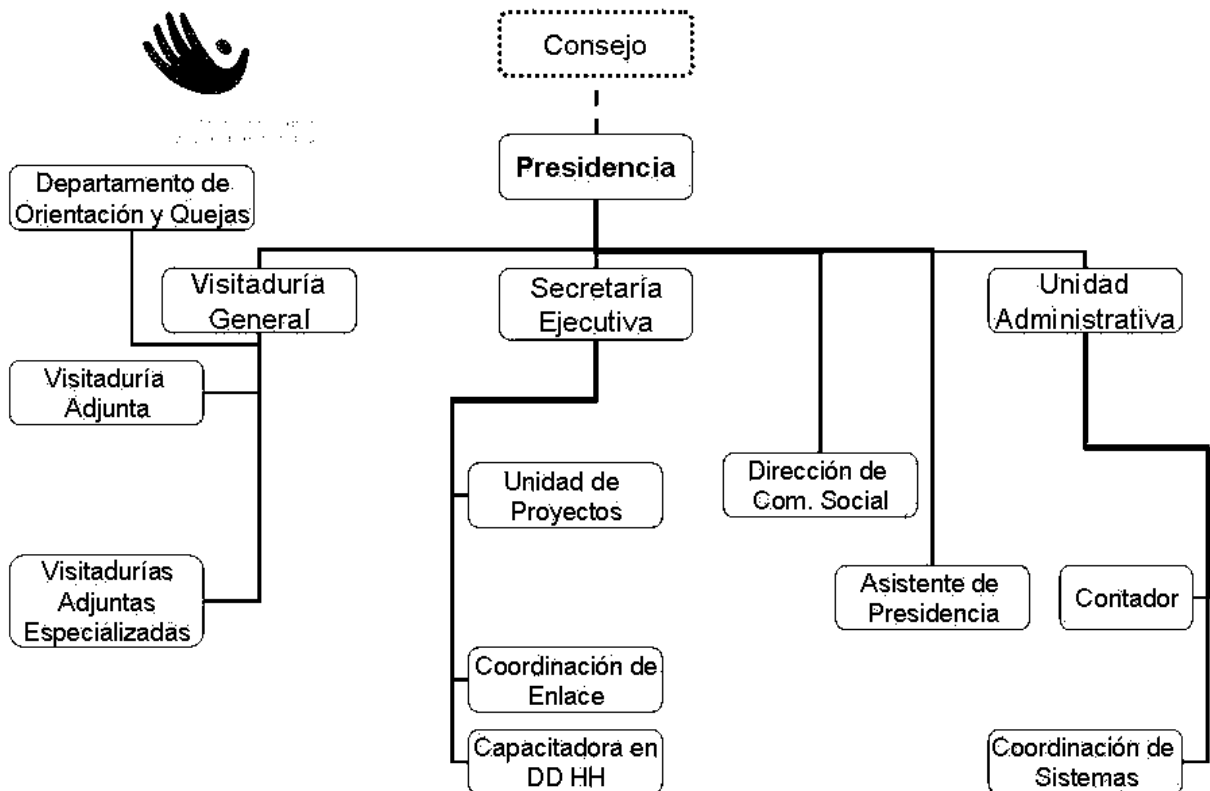 Consejo
Presidencia
Departamento de
Orientación y Quejas
Visitaduría
General
Secretaría
Ejecutiva
Unidad
Administrativa
Visitaduría
Adjunta
Unidad de
Proyectos
Dirección de
Com. Social
Visitadurías
Adjuntas
Especializadas
Asistente de
Presidencia
Contador
Coordinación de
Enlace
Capacitadora en
DD HH
Coordinación de
Sistemas